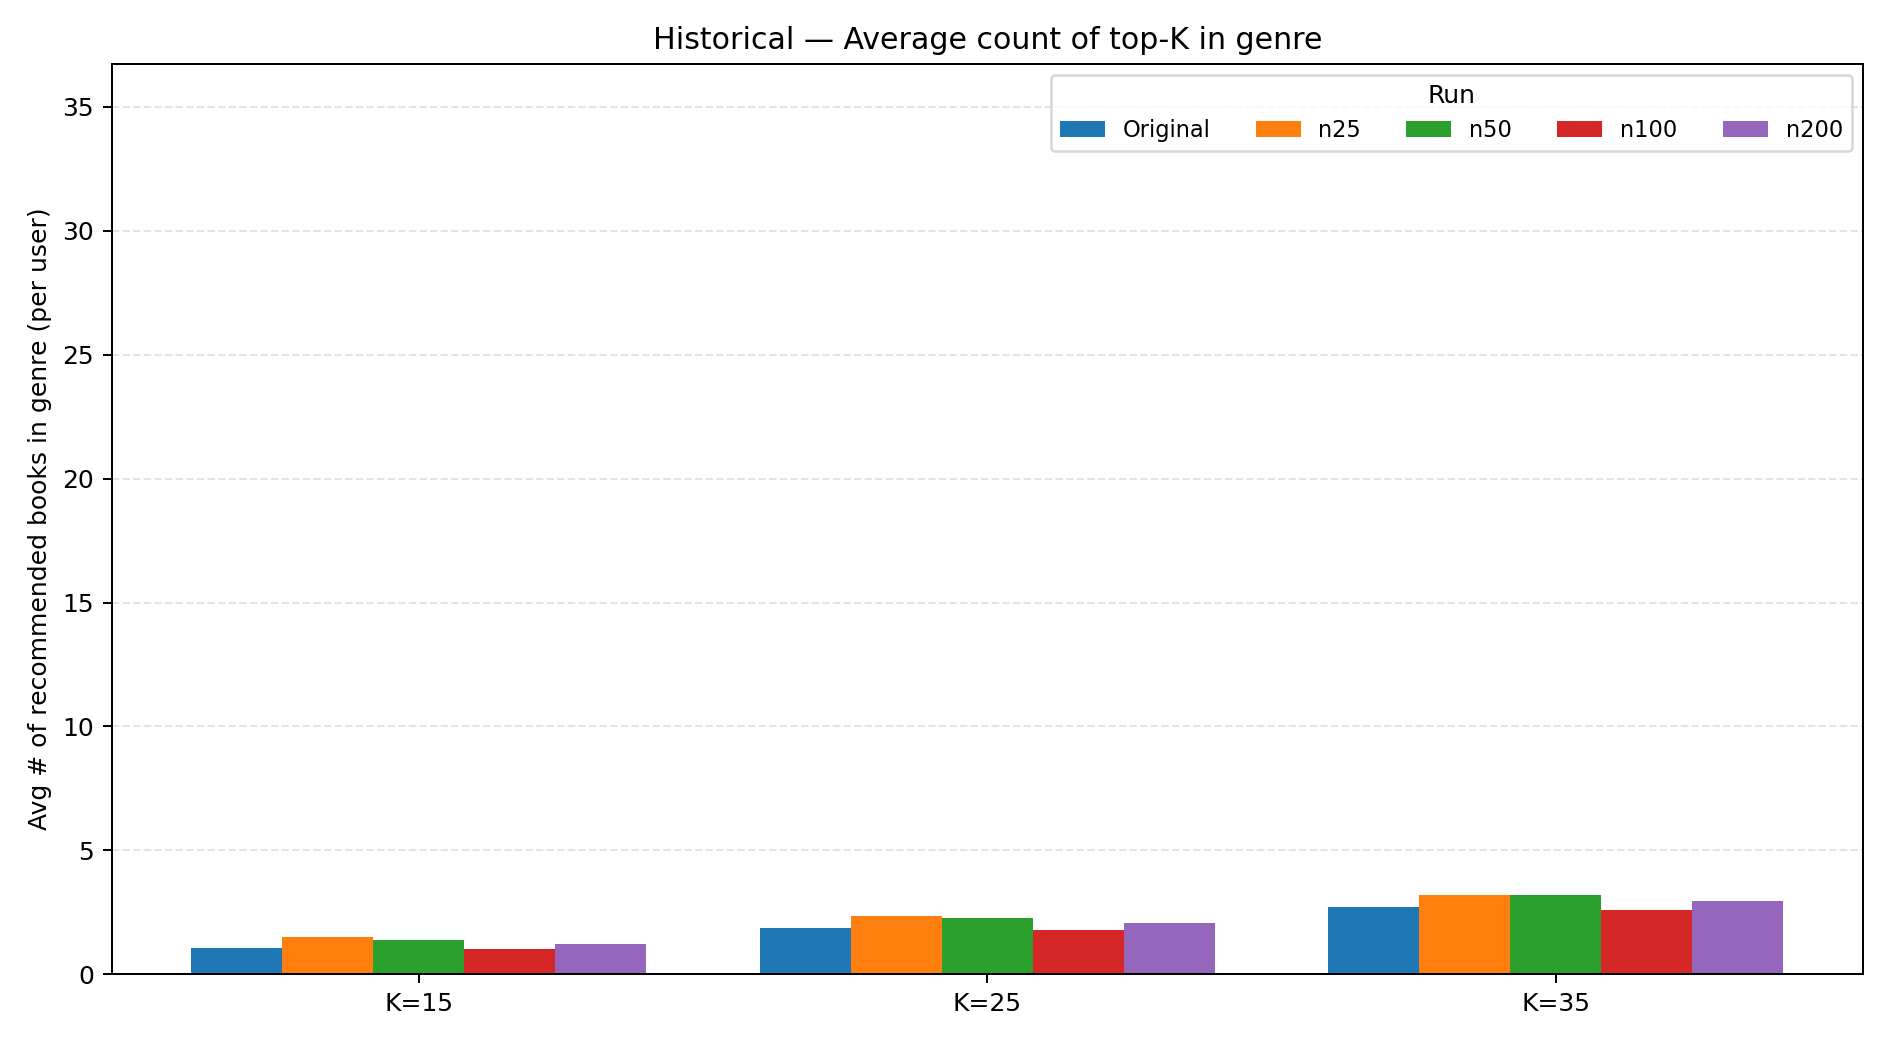 Historical — Average count of top-K in genre
Run
Original n25 n50 n100 n200
Avg # of recommended books in genre (per user)
35
30
25
20
15
10
5
0
K=15 K=25 K=35